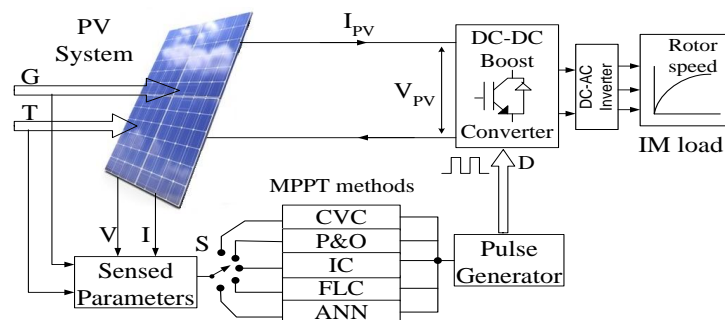 PV
System
G
T
I_PV
V_PV
DC-DC
Boost
Converter
DC-AC
Inverter
Rotor
speed
IM load
D
MPPT methods
V
I
S
Sensed
Parameters
CVC
P&O
IC
FLC
ANN
Pulse
Generator